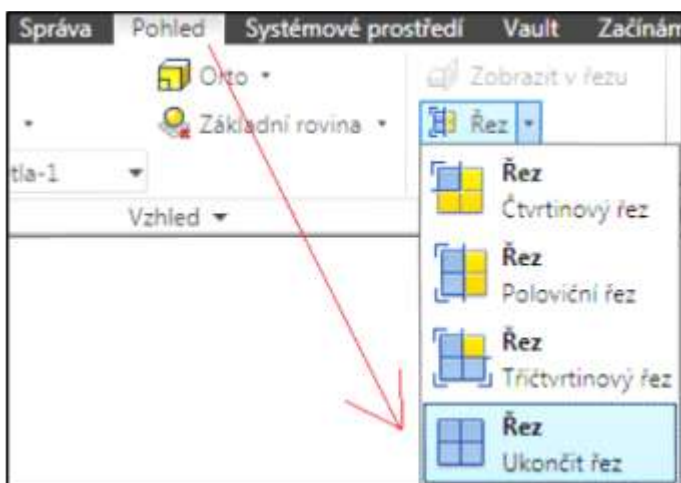 Správa Pohled Systémové prostředí Vault Začínám
Orto
Zobrazit v řezu
Základní rovina
Řez
tla-1
Vzhled
Řez
Čtvrtinový řez
Řez
Poloviční řez
Řez
Tříčtvrtinový řez
Řez
Ukončit řez